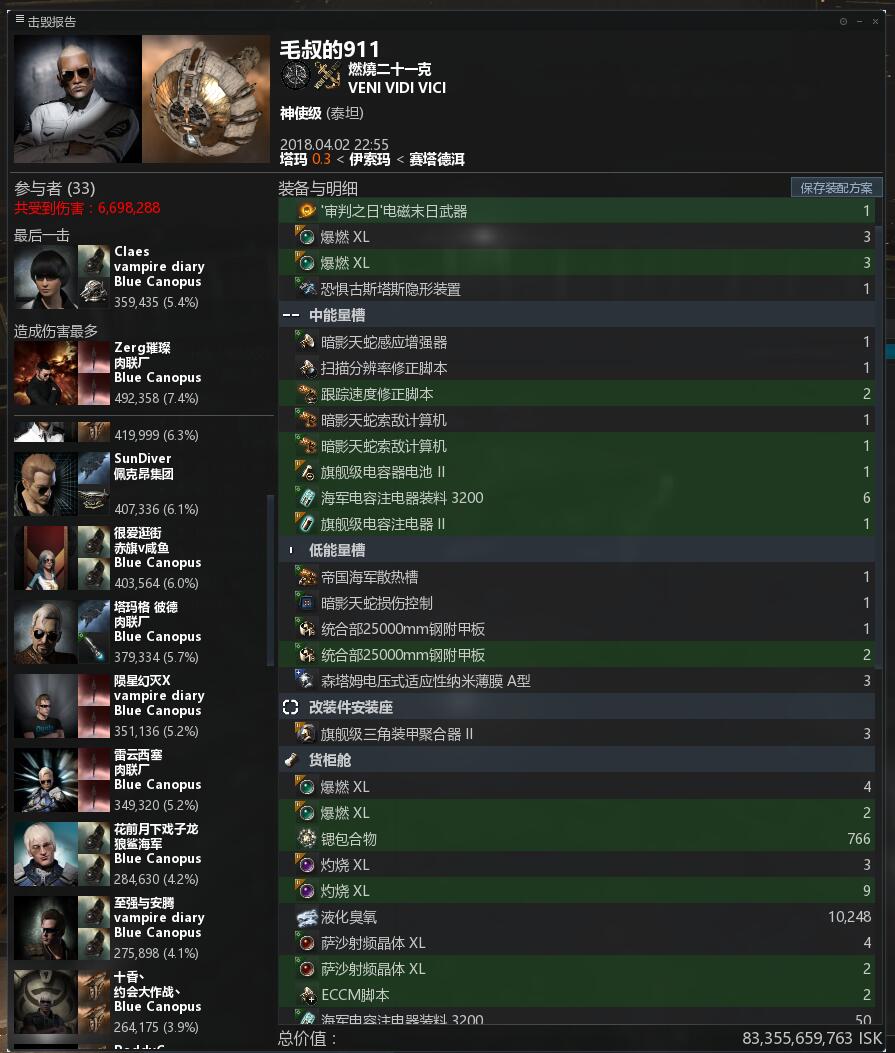 击毁报告
毛叔的911
燃燒二十一克
VENI VIDI VICI
神使级 (泰坦)
2018.04.02 22:55
塔玛 0.3 < 伊索玛 < 赛塔德洱
参与者 (33)
共受到伤害：6,698,288
最后一击
Claes
vampire diary
Blue Canopus
359,435 (5.4%)
造成伤害最多
Zerg璀璨
肉联厂
Blue Canopus
492,358 (7.4%)
419,999 (6.3%)
SunDiver
佩克昂集团
407,336 (6.1%)
很爱逛街
赤旗v咸鱼
Blue Canopus
403,564 (6.0%)
塔玛格 彼德
肉联厂
Blue Canopus
379,334 (5.7%)
陨星幻灭X
vampire diary
Blue Canopus
351,136 (5.2%)
雷云西塞
肉联厂
Blue Canopus
349,320 (5.2%)
花前月下戏子龙
狼鲨海军
Blue Canopus
284,630 (4.2%)
至强与安腾
vampire diary
Blue Canopus
275,898 (4.1%)
十香、
约会大作战、
Blue Canopus
264,175 (3.9%)
装备与明细
保存装配方案
'审判之日'电磁末日武器 1
爆燃 XL 3
爆燃 XL 3
恐惧古斯塔斯隐形装置 1
中能量槽
暗影天蛇感应增强器 1
扫描分辨率修正脚本 1
跟踪速度修正脚本 2
暗影天蛇索敌计算机 1
暗影天蛇索敌计算机 1
旗舰级电容器电池 II 1
海军电容注电器装料 3200 6
旗舰级电容注电器 II 1
低能量槽
帝国海军散热槽 1
暗影天蛇损伤控制 1
统合部25000mm钢附甲板 1
统合部25000mm钢附甲板 2
森塔姆电压式适应性纳米薄膜 A型 3
改装件安装座
旗舰级三角装甲聚合器 II 3
货柜舱
爆燃 XL 4
爆燃 XL 2
锶包合物 766
灼烧 XL 3
灼烧 XL 9
液化臭氧 10,248
萨沙射频晶体 XL 4
萨沙射频晶体 XL 2
ECCM脚本 2
海军电容注电器装料 3200 50
总价值： 83,355,659,763 ISK